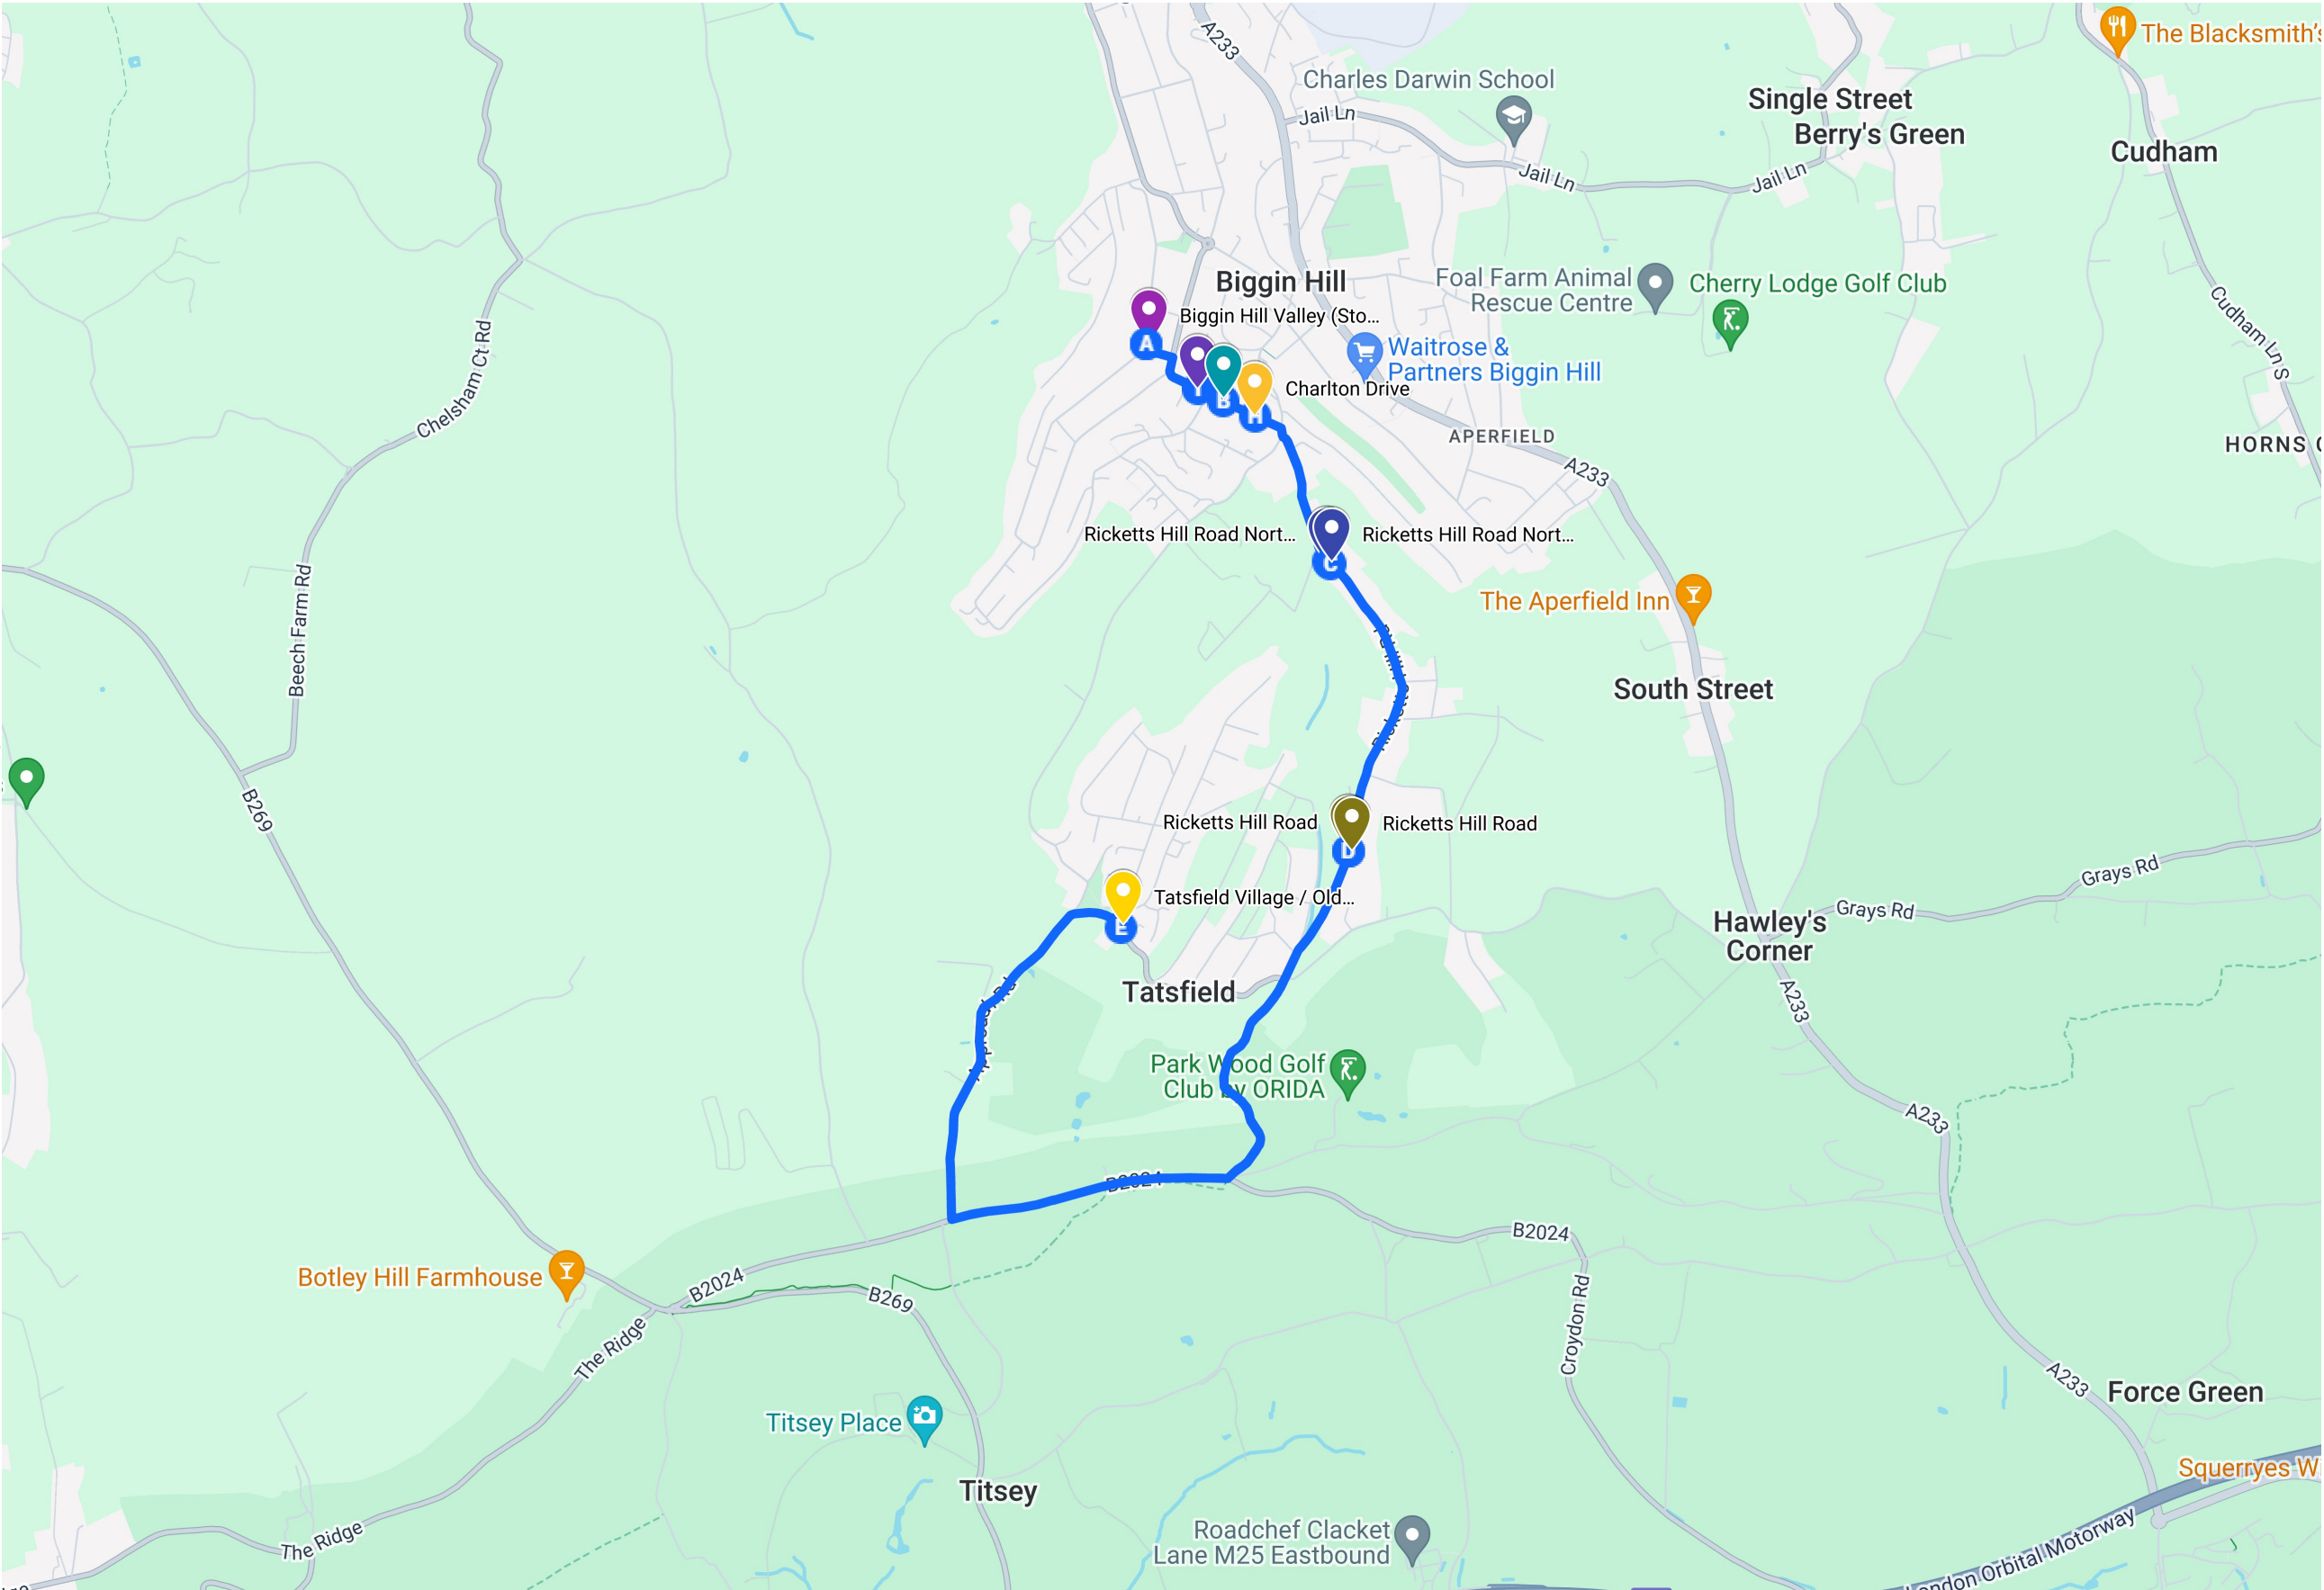 A233
The Blacksmith's
Charles Darwin School
Single Street
Jail Ln
Berry's Green
Cudham
Jail Ln
Jail Ln
Biggin Hill
Foal Farm Animal
Rescue Centre
Cherry Lodge Golf Club
Cudham Ln S
Biggin Hill Valley (Sto...
A
Waitrose &
Partners Biggin Hill
Chelsham Ct Rd
B
H
Charlton Drive
APERFIELD
HORNS
A233
Ricketts Hill Road Nort...
Ricketts Hill Road Nort...
C
Beech Farm Rd
The Aperfield Inn
South Street
B269
Ricketts Hill Road
Ricketts Hill Road
D
Grays Rd
Tatsfield Village / Old...
E
Grays Rd
Hawley's
Corner
Tatsfield
A233
Approach Rd
Park Wood Golf
Club by ORIDA
A233
B2024
B2024
Botley Hill Farmhouse
B2024
B269
Croydon Rd
The Ridge
A233
Force Green
Titsey Place
Squerryes W
Titsey
The Ridge
Roadchef Clacket
Lane M25 Eastbound
London Orbital Motorway